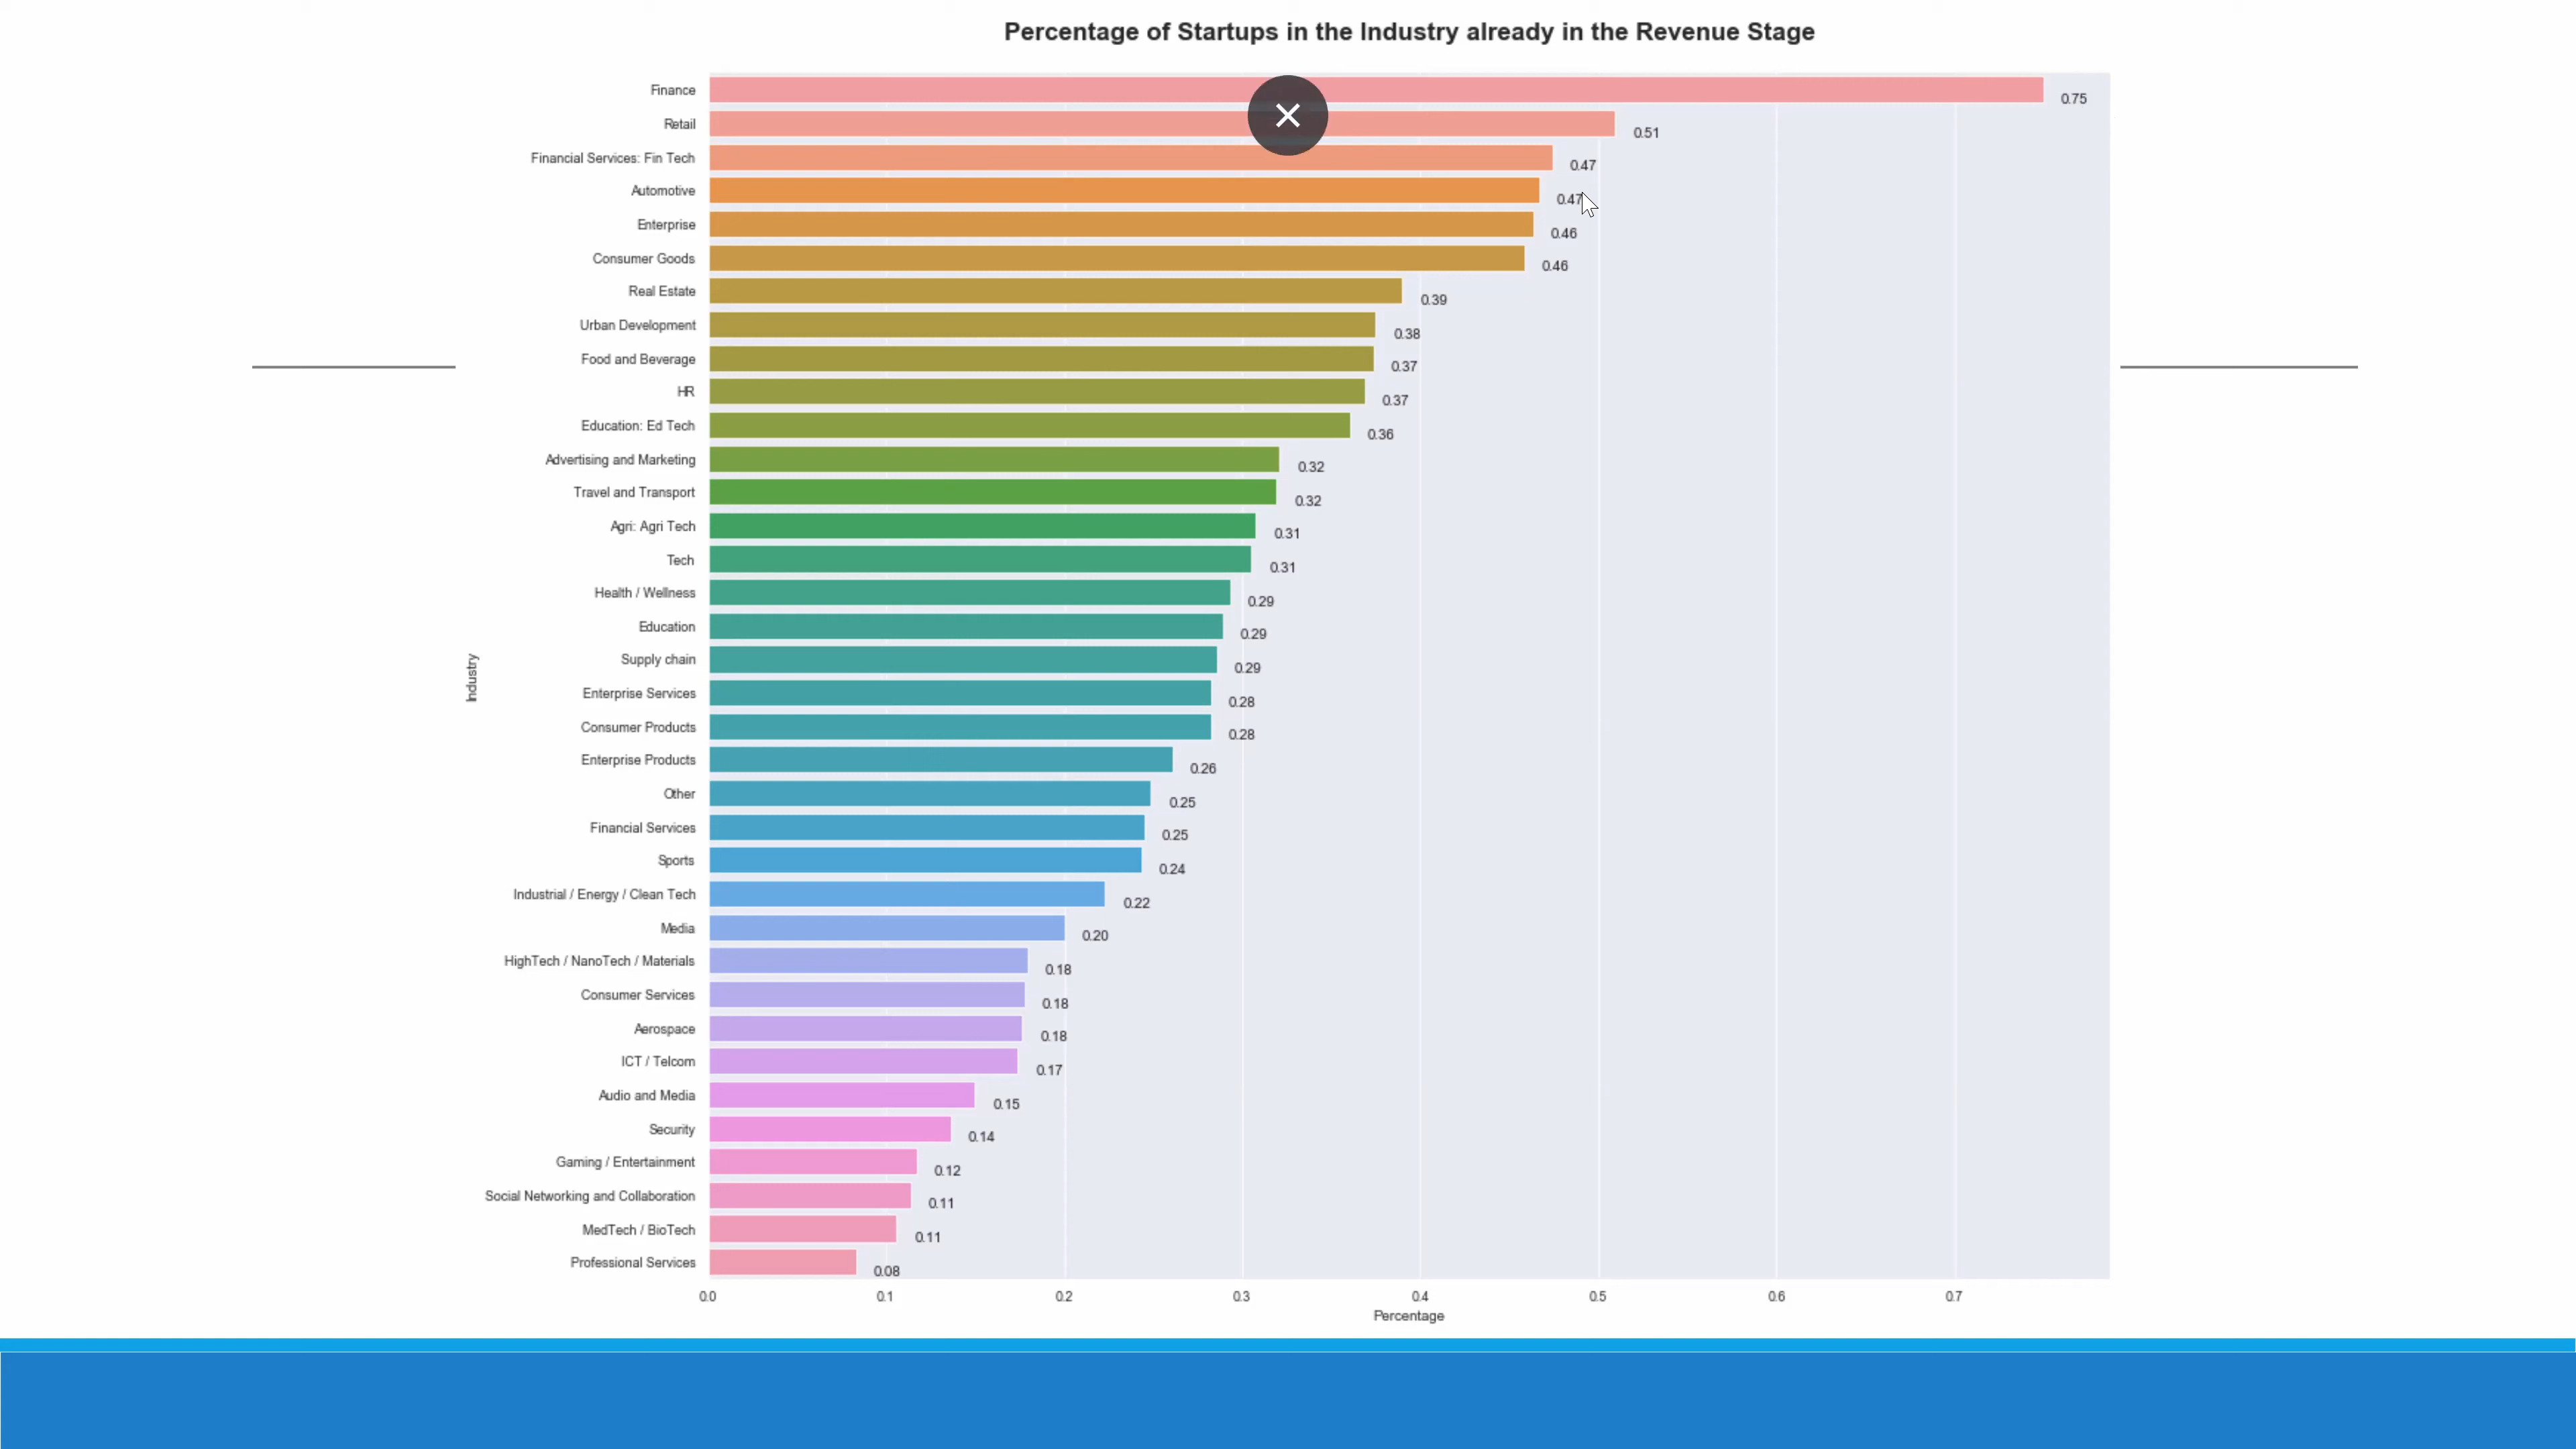 Percentage of Startups in the Industry already in the Revenue Stage
Finance 0.75
Retail 0.51
Financial Services: Fin Tech 0.47
Automotive 0.47
Enterprise 0.46
Consumer Goods 0.46
Real Estate 0.39
Urban Development 0.38
Food and Beverage 0.37
HR 0.37
Education: Ed Tech 0.36
Advertising and Marketing 0.32
Travel and Transport 0.32
Agri: Agri Tech 0.31
Tech 0.31
Health / Wellness 0.29
Education 0.29
Supply chain 0.29
Industry
Enterprise Services 0.28
Consumer Products 0.28
Enterprise Products 0.26
Other 0.25
Financial Services 0.25
Sports 0.24
Industrial / Energy / Clean Tech 0.22
Media 0.20
HighTech / NanoTech / Materials 0.18
Consumer Services 0.18
Aerospace 0.18
ICT / Telcom 0.17
Audio and Media 0.15
Security 0.14
Gaming / Entertainment 0.12
Social Networking and Collaboration 0.11
MedTech / BioTech 0.11
Professional Services 0.08
0.0 0.1 0.2 0.3 0.4 0.5 0.6 0.7
Percentage